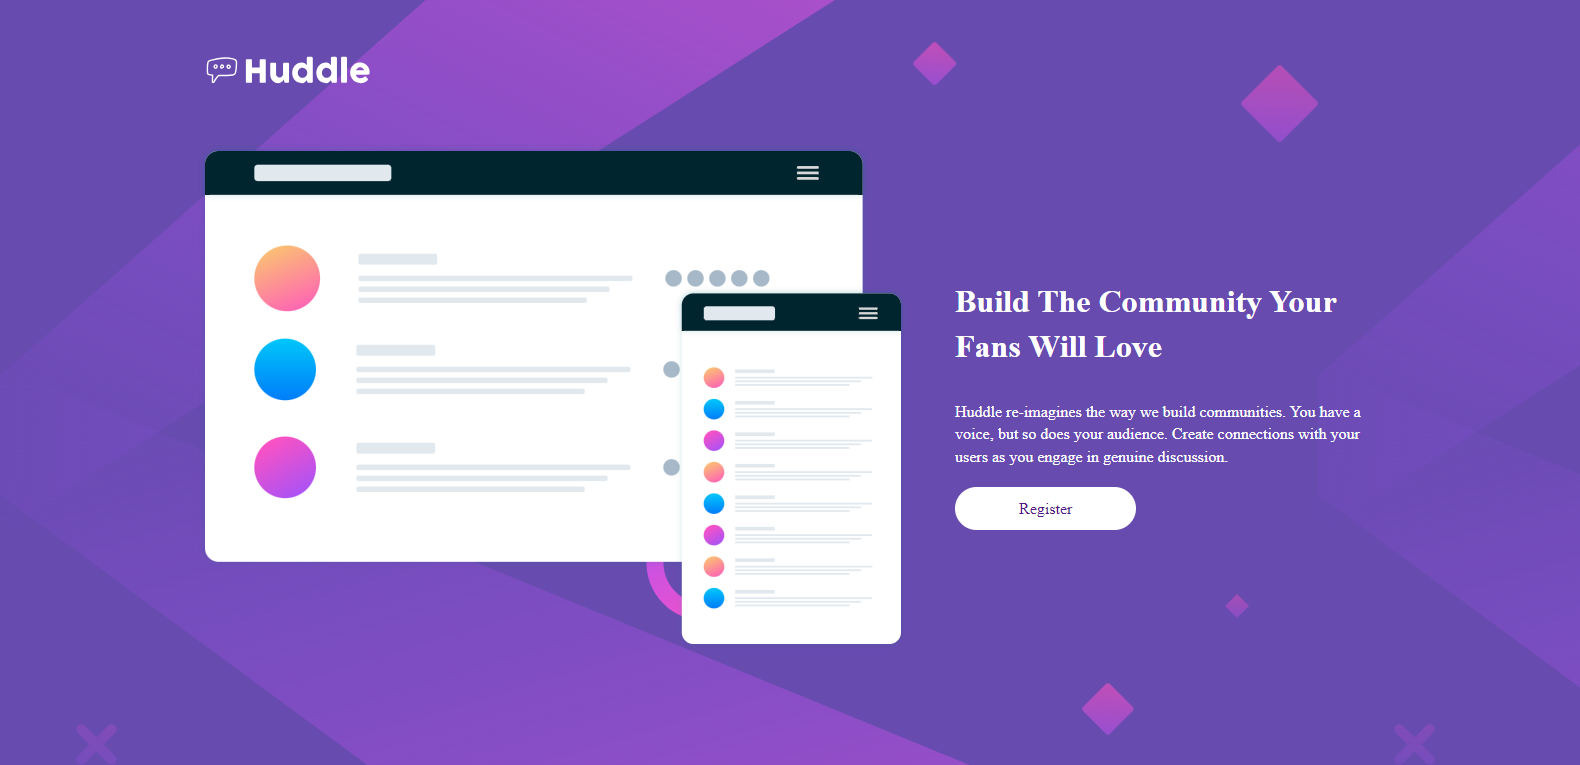 Huddle
Build The Community Your
Fans Will Love
Huddle re-imagines the way we build communities. You have a
voice, but so does your audience. Create connections with your
users as you engage in genuine discussion.
Register